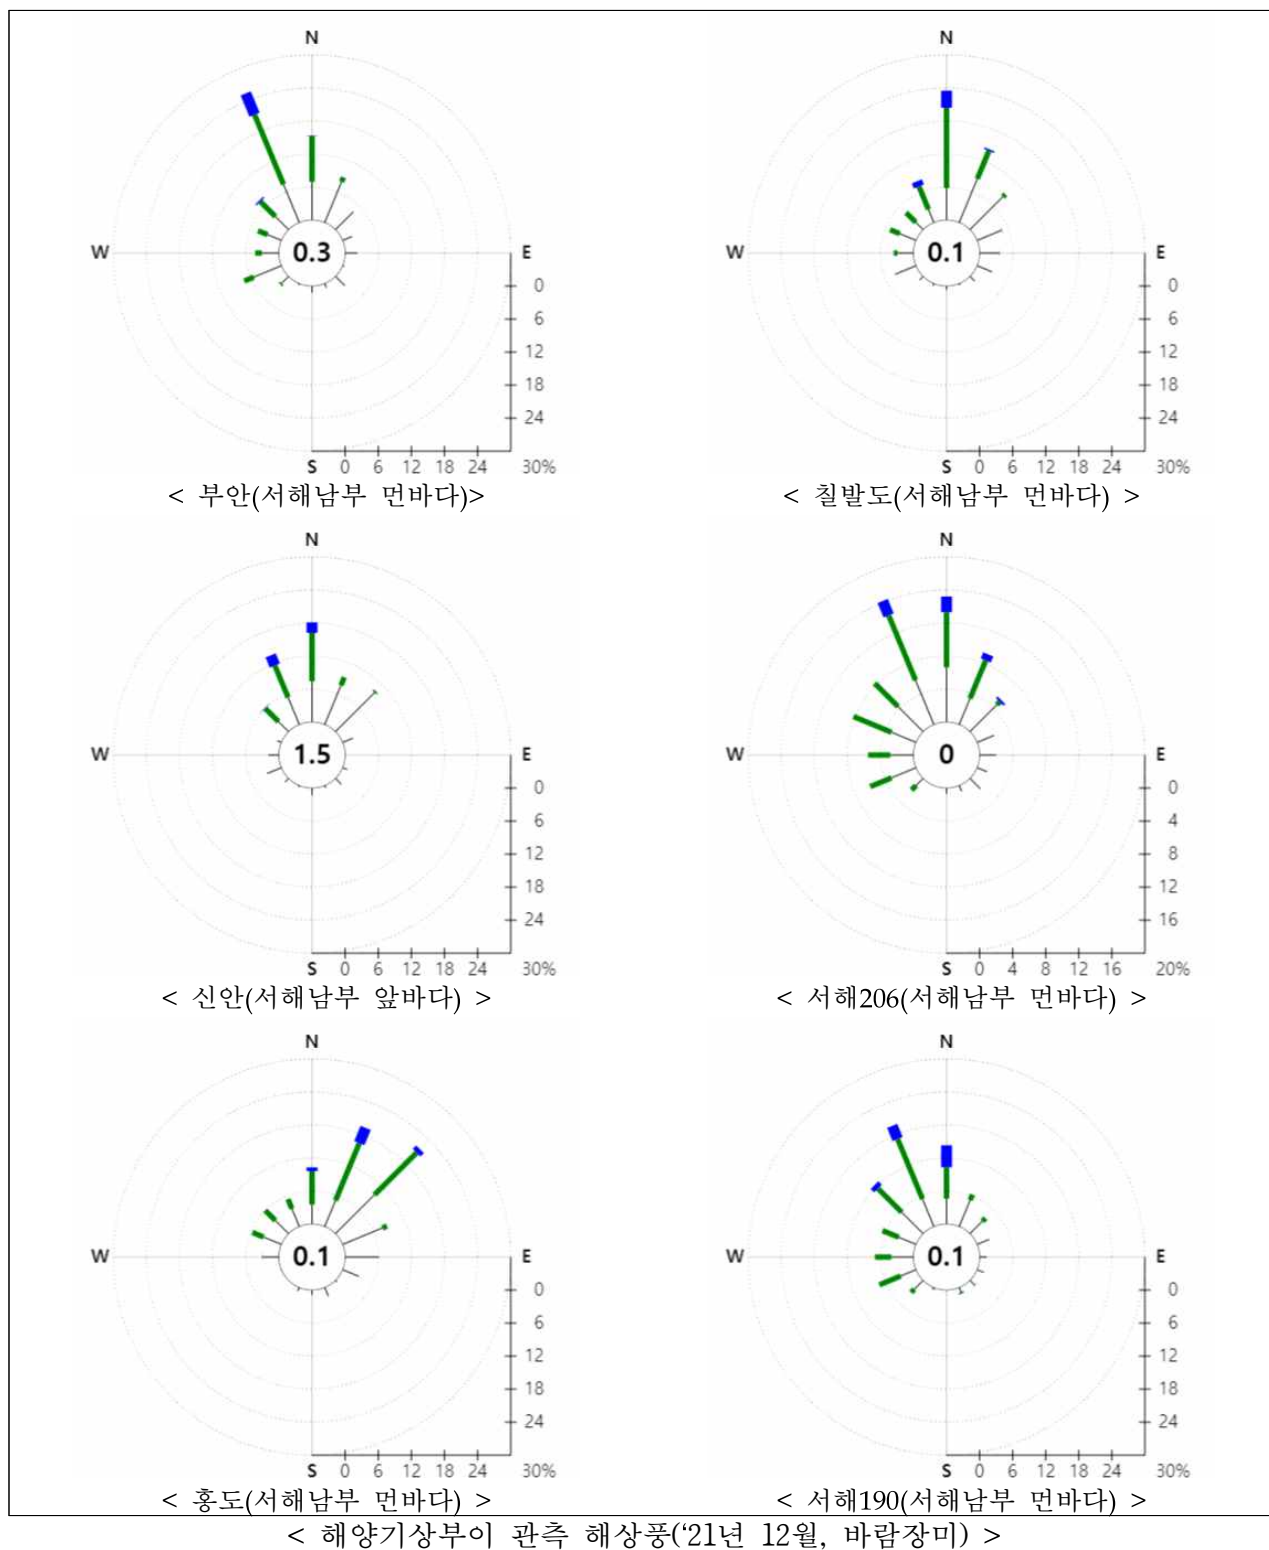 N
W
0.3
E
0
6
12
18
24
S 0 6 12 18 24 30%
< 부안(서해남부 먼바다)>
N
W
0.1
E
0
6
12
18
24
S 0 6 12 18 24 30%
< 칠발도(서해남부 먼바다) >
N
W
1.5
E
0
6
12
18
24
S 0 6 12 18 24 30%
< 신안(서해남부 앞바다) >
N
W
0
E
0
4
8
12
16
S 0 4 8 12 16 20%
< 서해206(서해남부 먼바다) >
N
W
0.1
E
0
6
12
18
24
S 0 6 12 18 24 30%
< 홍도(서해남부 먼바다) >
N
W
0.1
E
0
6
12
18
24
S 0 6 12 18 24 30%
< 서해190(서해남부 먼바다) >
< 해양기상부이 관측 해상풍(‘21년 12월, 바람장미) >